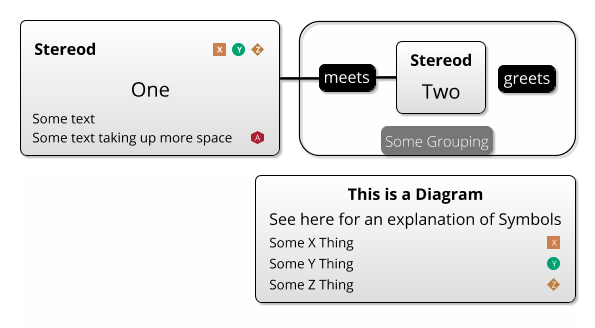 Stereod X Y Z
One
Some text
Some text taking up more space A
meets
Stereod
Two
greets
Some Grouping
This is a Diagram
See here for an explanation of Symbols
Some X Thing X
Some Y Thing Y
Some Z Thing Z